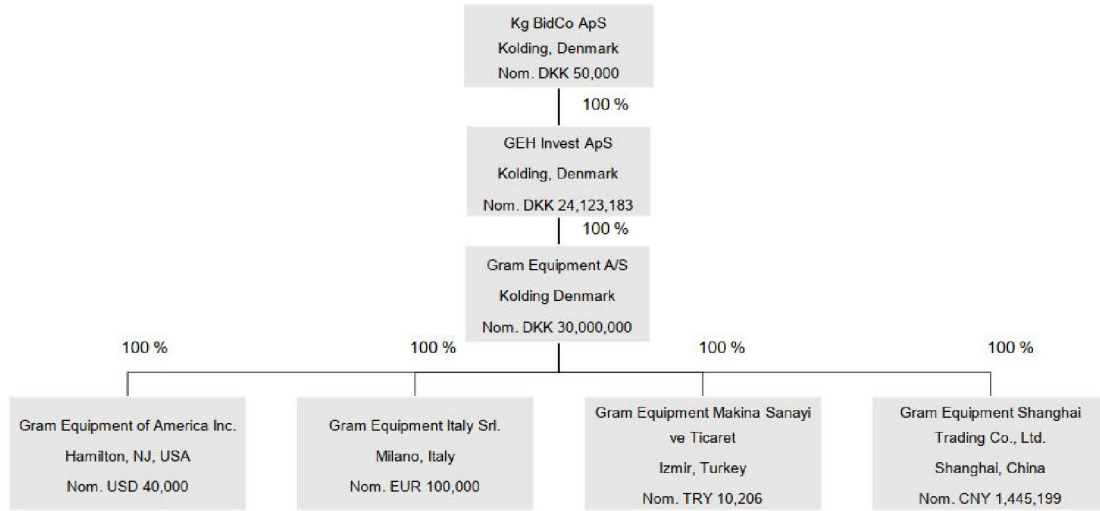 Kg BidCo ApS
Kolding, Denmark
Nom. DKK 50,000
100 %
GEH Invest ApS
Kolding, Denmark
Nom. DKK 24,123,183
100 %
Gram Equipment A/S
Kolding Denmark
Nom. DKK 30,000,000
100 %
100 %
100 %
100 %
Gram Equipment of America Inc.
Hamilton, NJ, USA
Nom. USD 40,000
Gram Equipment Italy Srl.
Milano, Italy
Nom. EUR 100,000
Gram Equipment Makina Sanayi
ve Ticaret
Izmir, Turkey
Nom. TRY 10,206
Gram Equipment Shanghai
Trading Co., Ltd.
Shanghai, China
Nom. CNY 1,445,199